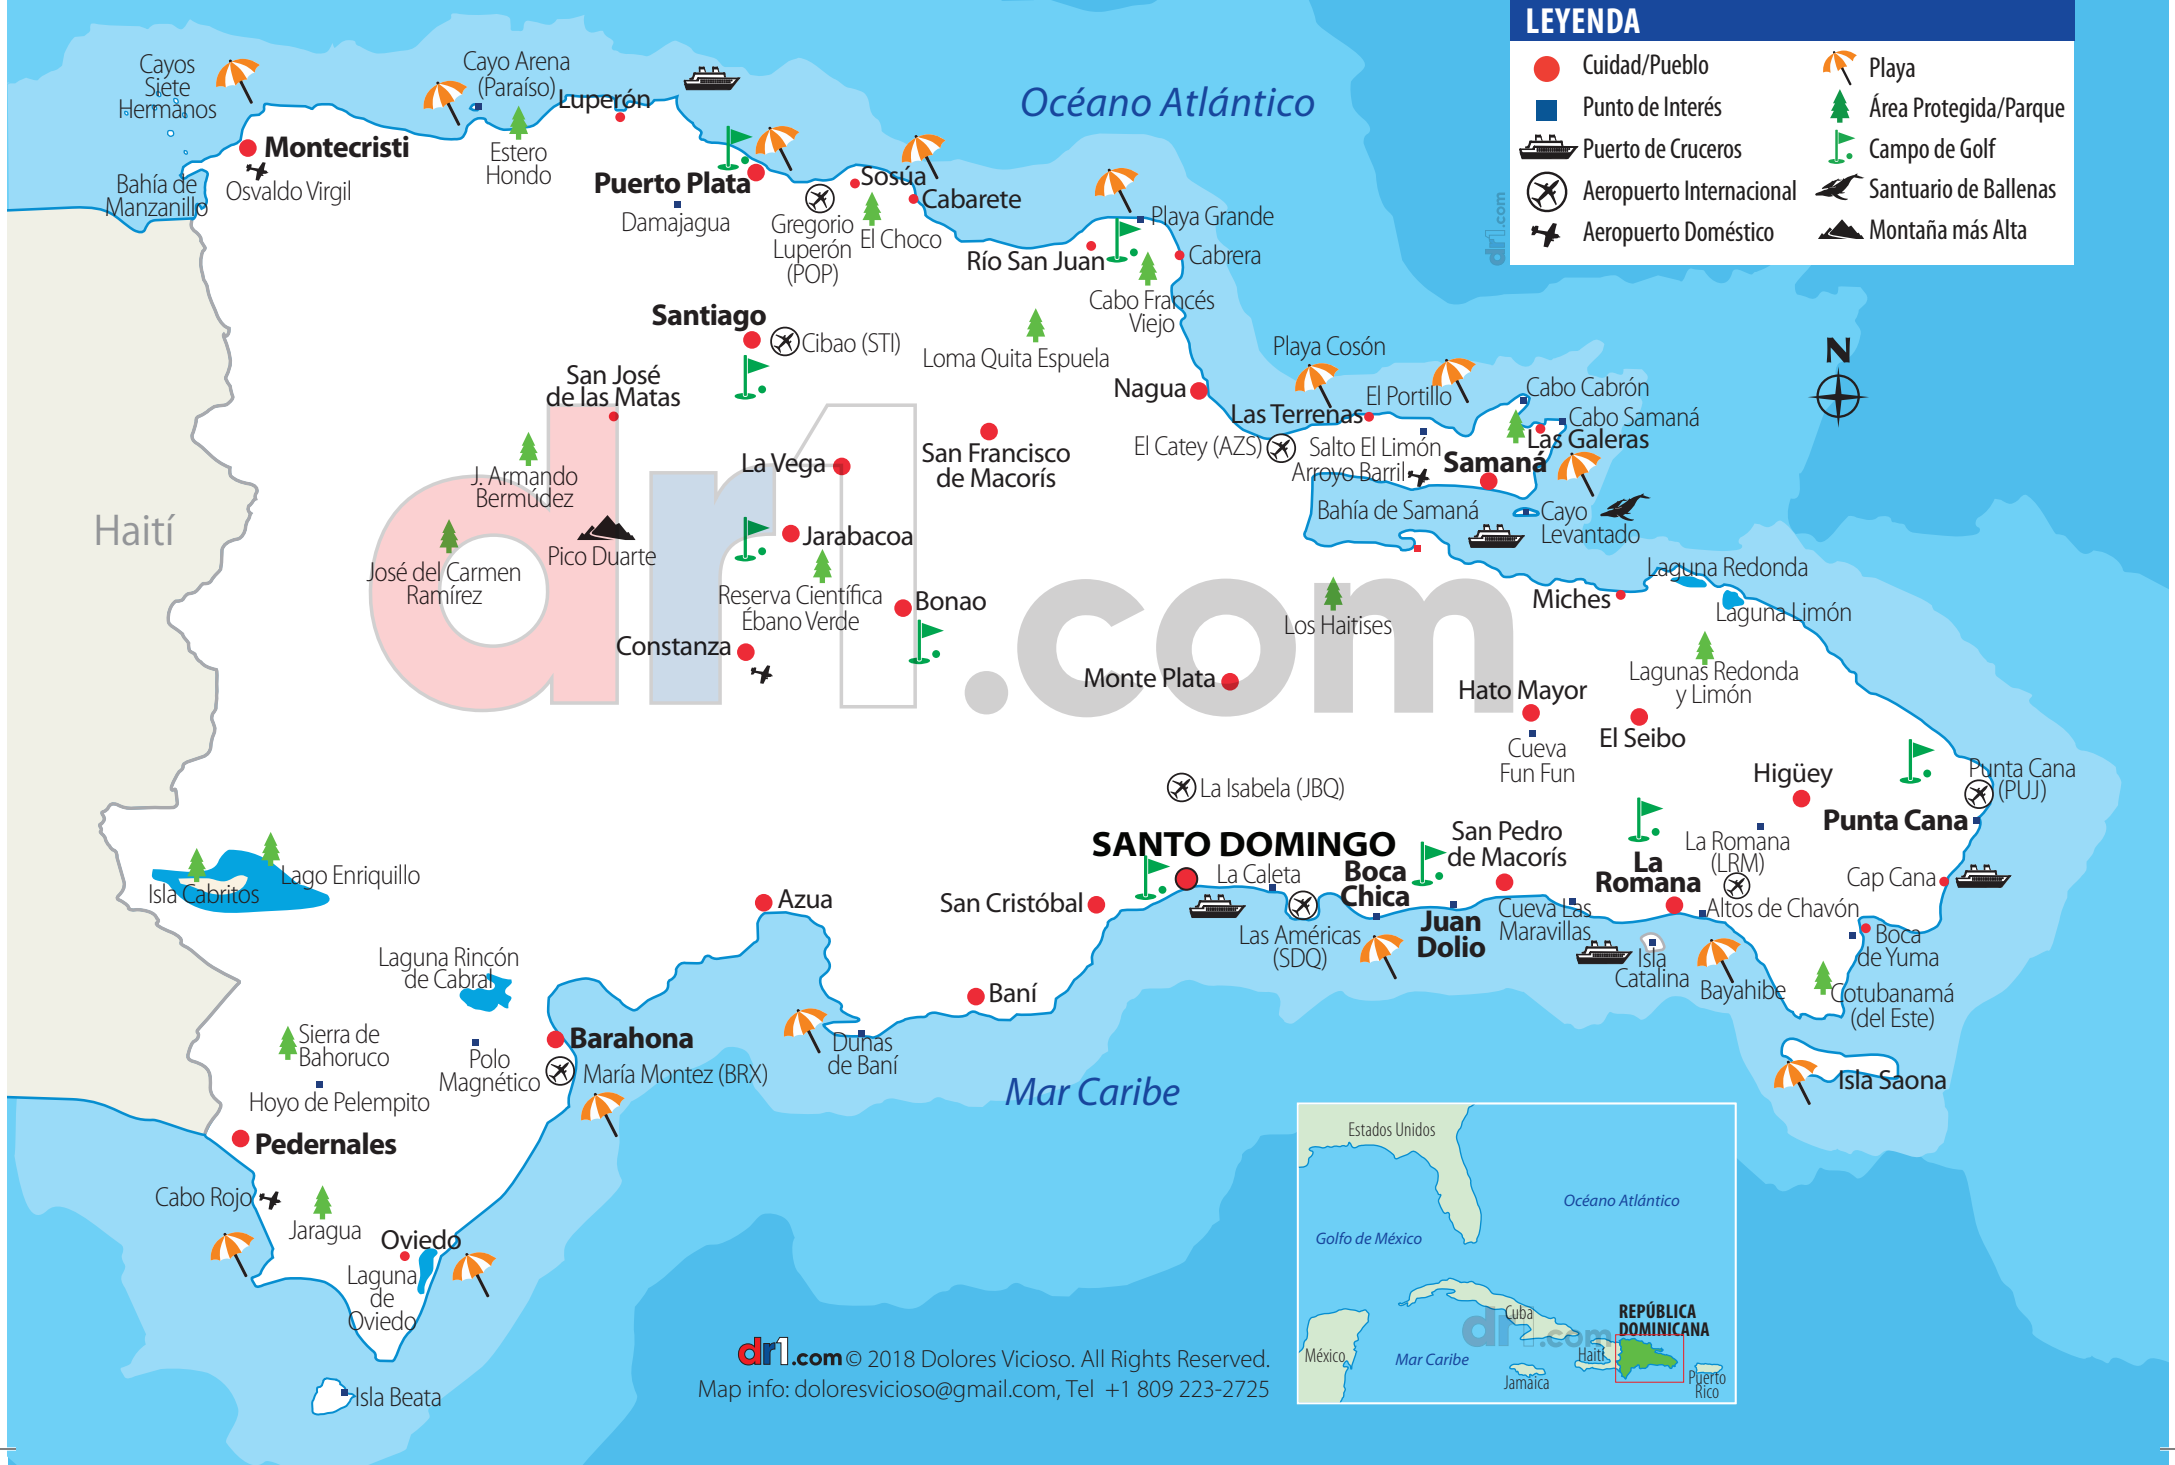 LEYENDA
Cuidad/Pueblo
Punto de Interés
Puerto de Cruceros
Aeropuerto Internacional
Aeropuerto Doméstico
Playa
Área Protegida/Parque
Campo de Golf
Santuario de Ballenas
Montaña más Alta
dr1.com
Océano Atlántico
Cayos
Siete
Hermanos
Cayo Arena
(Paraíso)
Luperón
Montecristi
Osvaldo Virgil
Bahía de
Manzanillo
Estero
Hondo
Puerto Plata
Damajagua
Sosúa
Cabarete
Gregorio
Luperón
(POP)
El Choco
Playa Grande
Río San Juan
Cabrera
Cabo Francés
Viejo
Santiago
Cibao (STI)
Loma Quita Espuela
San José
de las Matas
Nagua
Playa Cosón
El Portillo
Las Terrenas
Cabo Cabrón
Cabo Samaná
Las Galeras
El Catey (AZS)
Salto El Limón
Arroyo Barril
Samaná
Bahía de Samaná
Cayo
Levantado
N
San Francisco
de Macorís
La Vega
J. Armando
Bermúdez
Haití
Pico Duarte
Jarabacoa
José del Carmen
Ramírez
Reserva Científica
Ébano Verde
Bonao
Constanza
dr1.com
Laguna Redonda
Laguna Limón
Miches
Los Haitises
Lagunas Redonda
y Limón
Monte Plata
Hato Mayor
Cueva
Fun Fun
El Seibo
Higüey
Punta Cana
(PUJ)
Punta Cana
La Isabela (JBQ)
SANTO DOMINGO
La Caleta
Boca
Chica
San Pedro
de Macorís
La Romana
(LRM)
La
Romana
Cap Cana
Lago Enriquillo
Isla Cabritos
Azua
San Cristóbal
Las Américas
(SDQ)
Juan
Dolio
Cueva Las
Maravillas
Altos de Chavón
Isla
Catalina
Bayahibe
Boca
de Yuma
Cotubanamá
(del Este)
Isla Saona
Laguna Rincón
de Cabral
Baní
Dunas
de Baní
Barahona
Sierra de
Bahoruco
Polo
Magnético
María Montez (BRX)
Hoyo de Pelempito
Pedernales
Mar Caribe
Cabo Rojo
Jaragua
Oviedo
Laguna
de
Oviedo
Isla Beata
dr1.com © 2018 Dolores Vicioso. All Rights Reserved.
Map info: doloresvicioso@gmail.com, Tel +1 809 223-2725
Estados Unidos
Océano Atlántico
Golfo de México
Cuba
REPÚBLICA
DOMINICANA
dr1.com
México
Mar Caribe
Haití
Jamaica
Puerto
Rico